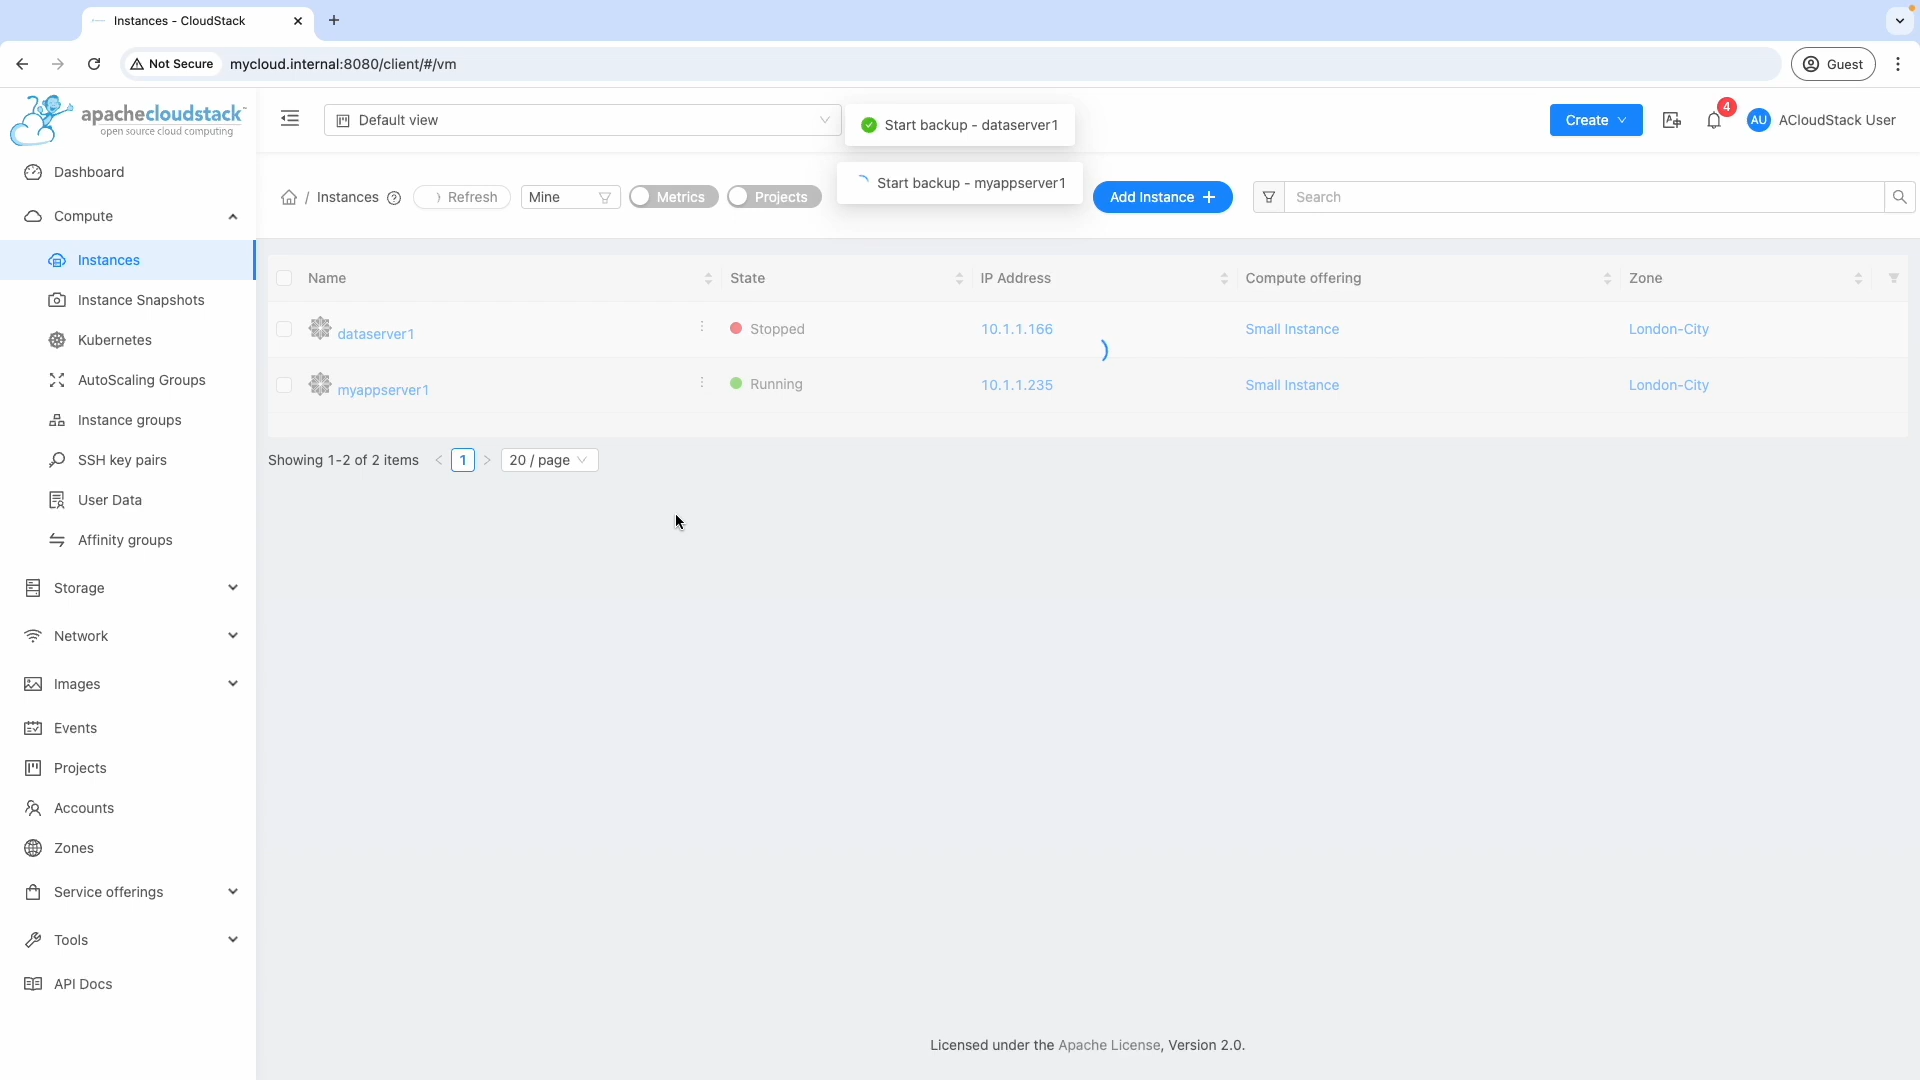 Instances - CloudStack
Not Secure mycloud.internal:8080/client/#/vm Guest
apachecloudstack™
open source cloud computing
Default view
Start backup - dataserver1
Create
4
AU ACloudStack User
Dashboard
Compute
/ Instances Refresh Mine Metrics Projects
Start backup - myappserver1
Add Instance
Search
Instances
Instance Snapshots
Kubernetes
AutoScaling Groups
Instance groups
SSH key pairs
User Data
Affinity groups
Storage
Network
Images
Events
Projects
Accounts
Zones
Service offerings
Tools
API Docs
Name State IP Address Compute offering Zone
dataserver1 Stopped 10.1.1.166 Small Instance London-City
myappserver1 Running 10.1.1.235 Small Instance London-City
Showing 1-2 of 2 items < 1 > 20 / page
Licensed under the Apache License, Version 2.0.